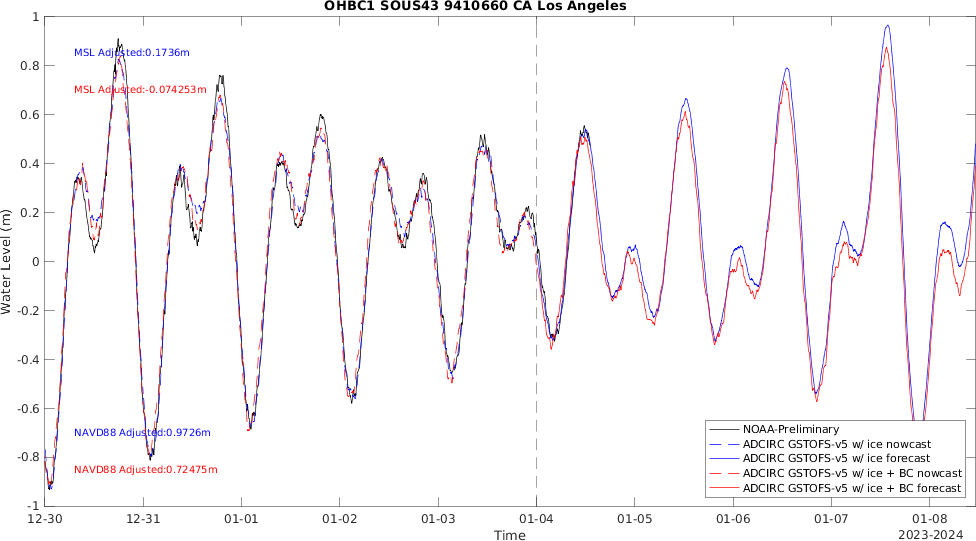 OHBC1 SOUS43 9410660 CA Los Angeles
1
0.8
0.6
0.4
0.2
0
-0.2
-0.4
-0.6
-0.8
-1
Water Level (m)
MSL Adjusted:0.1736m
MSL Adjusted:-0.074253m
NAVD88 Adjusted:0.9726m
NAVD88 Adjusted:0.72475m
NOAA-Preliminary
ADCIRC GSTOFS-v5 w/ ice nowcast
ADCIRC GSTOFS-v5 w/ ice forecast
ADCIRC GSTOFS-v5 w/ ice + BC nowcast
ADCIRC GSTOFS-v5 w/ ice + BC forecast
12-30 12-31 01-01 01-02 01-03 01-04 01-05 01-06 01-07 01-08
Time
2023-2024